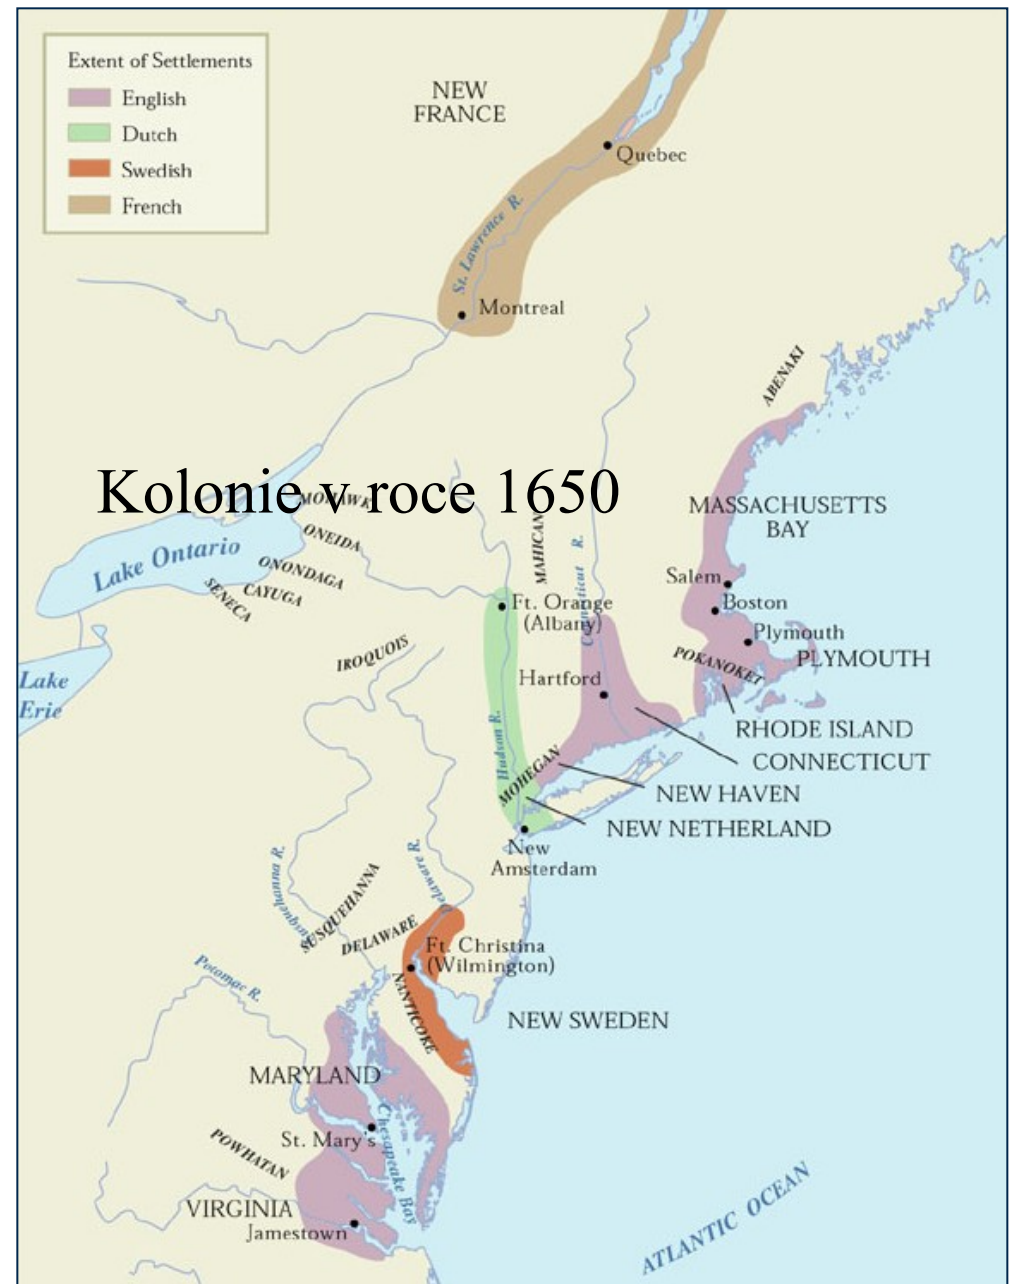 Extent of Settlements
English
Dutch
Swedish
French
NEW
FRANCE
Quebec
St. Lawrence R.
Montreal
ABENAKI
Kolonie v roce 1650
MOHAWK
MASSACHUSETTS
BAY
ONEIDA
MAHICAN
Connecticut R.
Lake Ontario
ONONDAGA
CAYUGA
SENECA
Salem
Boston
Ft. Orange
(Albany)
Plymouth
PLYMOUTH
IROQUOIS
POKANOKET
Lake
Erie
Hartford
RHODE ISLAND
Hudson R.
CONNECTICUT
MOHEGAN
NEW HAVEN
NEW NETHERLAND
New
Amsterdam
Susquehanna R.
Delaware R.
SUSQUEHANNA
DELAWARE
Ft. Christina
(Wilmington)
Potomac R.
NANTICOKE
NEW SWEDEN
MARYLAND
St. Mary's
Chesapeake Bay
POWHATAN
VIRGINIA
Jamestown
ATLANTIC OCEAN